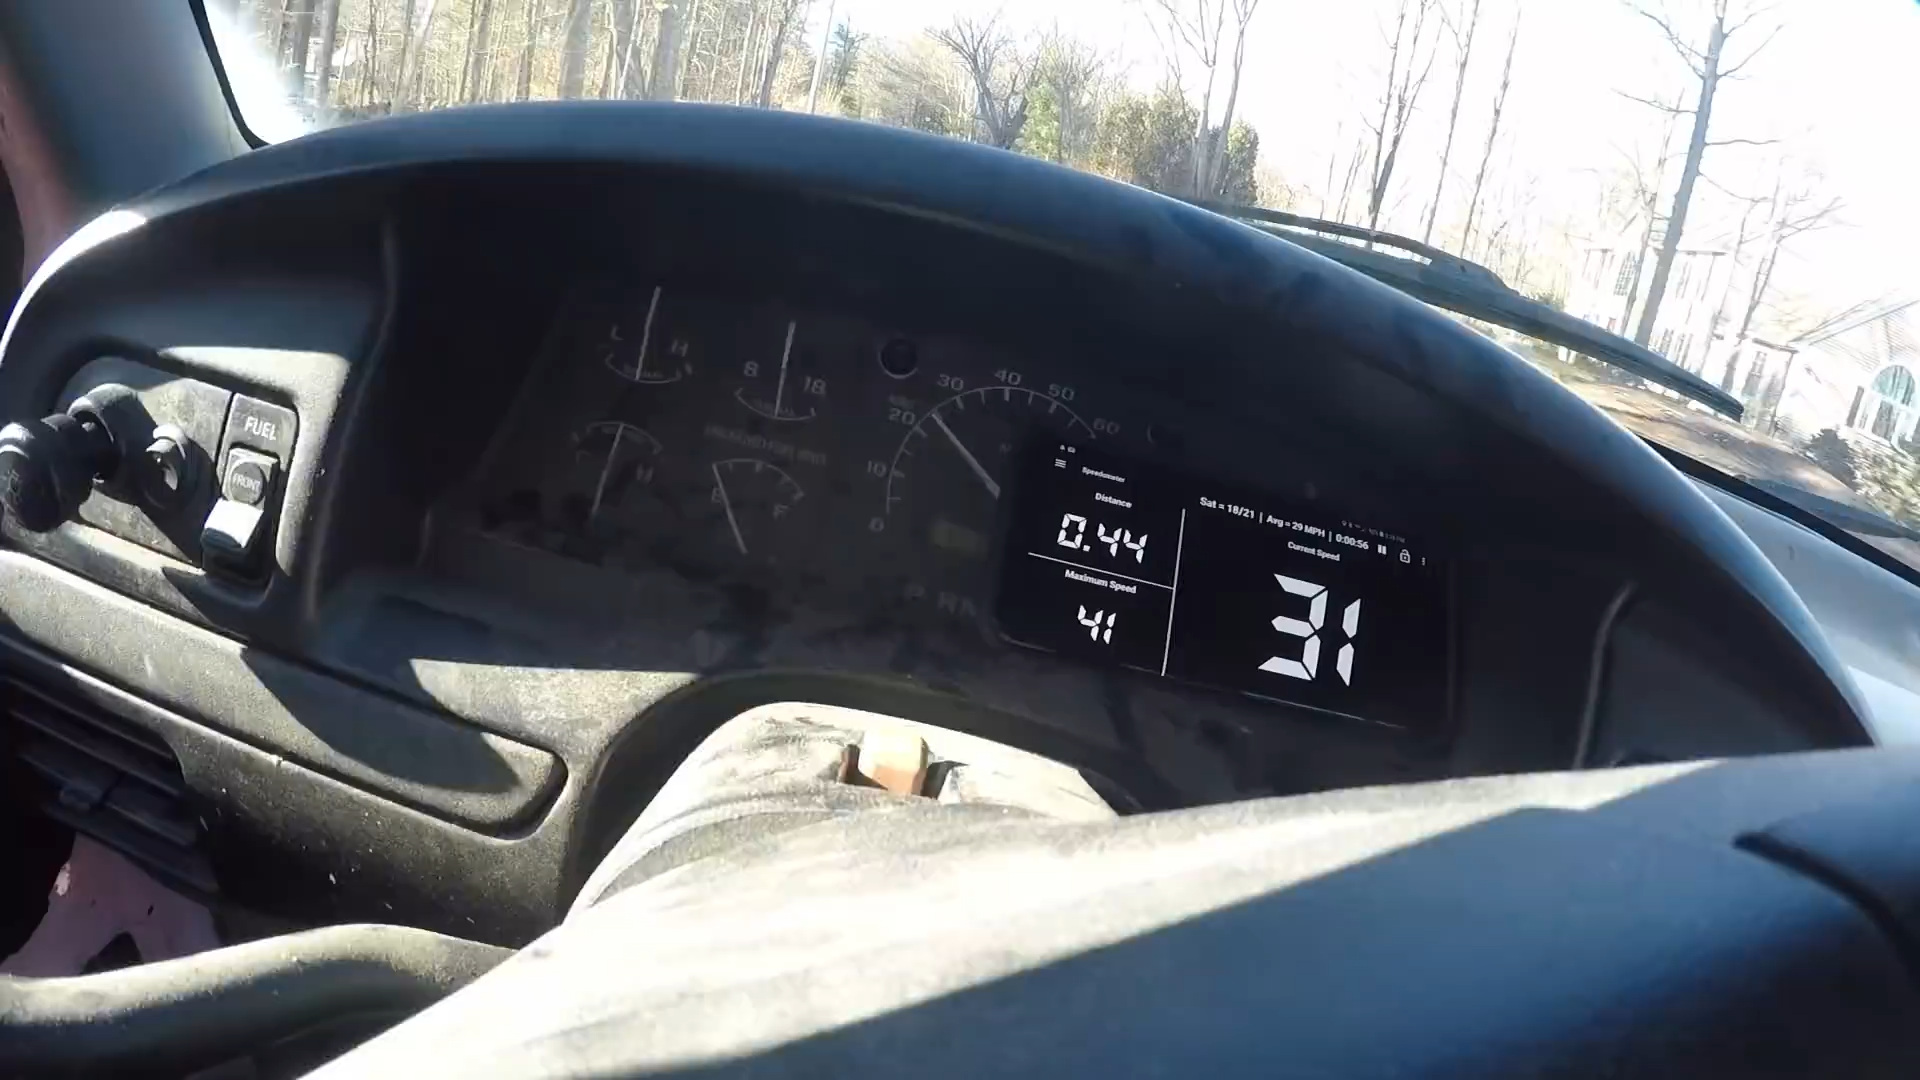 FUEL
FRONT
L
H
8
18
H
E
F
0
10
20
30
40
50
60
P R N
Speedometer
Distance
0.44
Maximum Speed
41
Sat = 18/21 | Avg = 29 MPH | 0:00:56
Current Speed
31